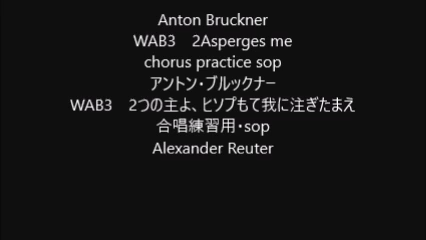 Anton Bruckner
WAB3　2Asperges me
chorus practice sop
アントン・ブルックナー
WAB3　2つの主よ、ヒソプもて我に注ぎたまえ
合唱練習用・sop
Alexander Reuter